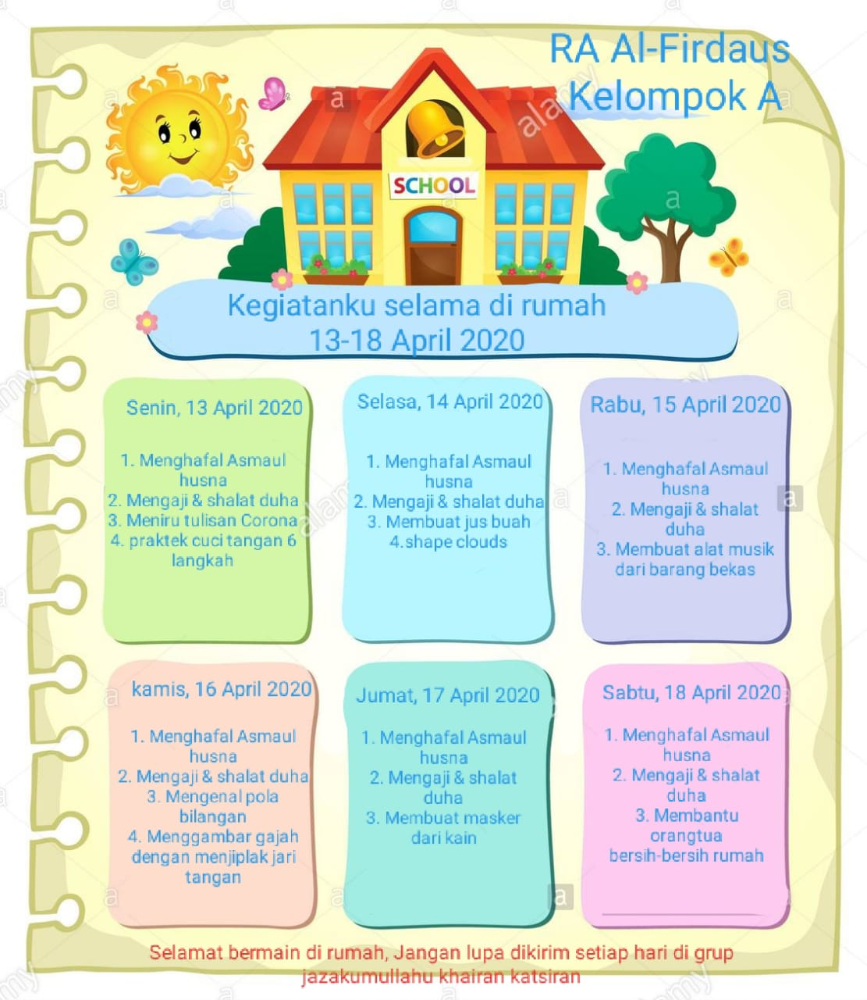 RA Al-Firdaus
Kelompok A
SCHOOL
Kegiatanku selama di rumah
13-18 April 2020
Senin, 13 April 2020
1. Menghafal Asmaul
husna
2. Mengaji & shalat duha
3. Meniru tulisan Corona
4. praktek cuci tangan 6
langkah
Selasa, 14 April 2020
1. Menghafal Asmaul
husna
2. Mengaji & shalat duha
3. Membuat jus buah
4.shape clouds
Rabu, 15 April 2020
1. Menghafal Asmaul
husna
2. Mengaji & shalat
duha
3. Membuat alat musik
dari barang bekas
kamis, 16 April 2020
1. Menghafal Asmaul
husna
2. Mengaji & shalat duha
3. Mengenal pola
bilangan
4. Menggambar gajah
dengan menjiplak jari
tangan
Jumat, 17 April 2020
1. Menghafal Asmaul
husna
2. Mengaji & shalat
duha
3. Membuat masker
dari kain
Sabtu, 18 April 2020
1. Menghafal Asmaul
husna
2. Mengaji & shalat
duha
3. Membantu
orangtua
bersih-bersih rumah
Selamat bermain di rumah, Jangan lupa dikirim setiap hari di grup
jazakumullahu khairan katsiran
alamy